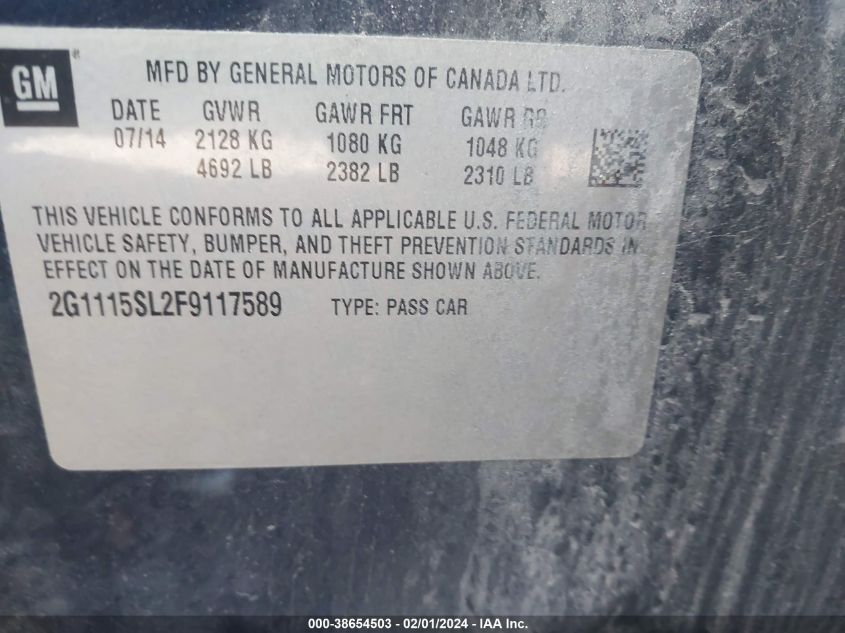 GM®
MFD BY GENERAL MOTORS OF CANADA LTD.
DATE GVWR GAWR FRT GAWR RR
07/14 2128 KG 1080 KG 1048 KG
4692 LB 2382 LB 2310 LB
THIS VEHICLE CONFORMS TO ALL APPLICABLE U.S. FEDERAL MOTOR
VEHICLE SAFETY, BUMPER, AND THEFT PREVENTION STANDARDS IN
EFFECT ON THE DATE OF MANUFACTURE SHOWN ABOVE.
2G1115SL2F9117589 TYPE: PASS CAR
000-38654503 - 02/01/2024 - IAA Inc.